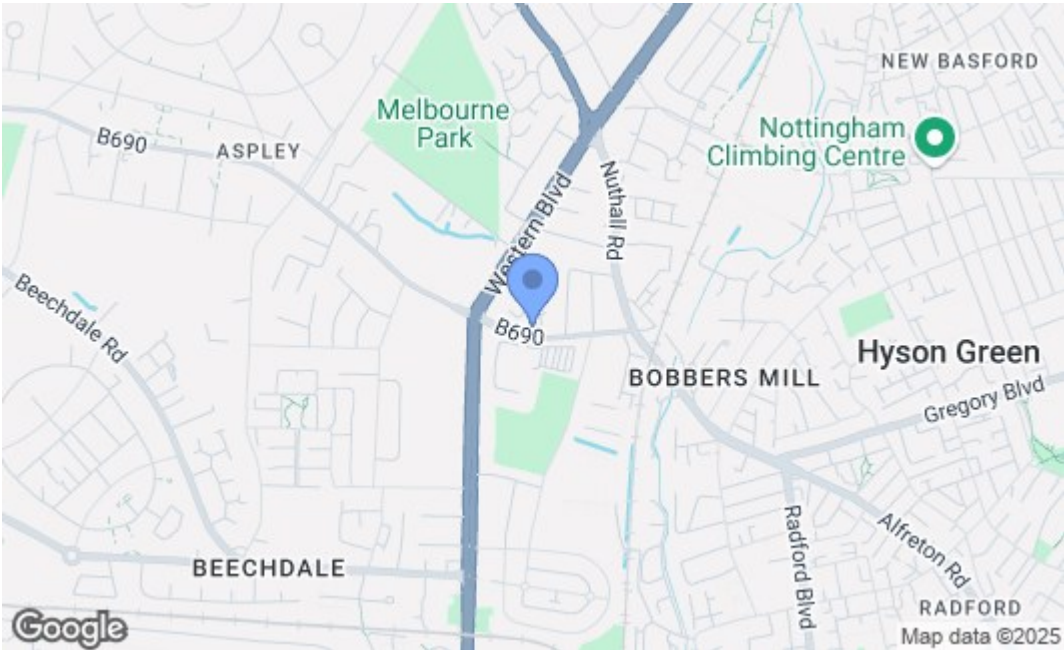 NEW BASFORD
Melbourne
Park
B690
ASPLEY
Nottingham
Climbing Centre
Nuthall Rd
Western Blvd
Beechdale Rd
B690
BOBBERS MILL
Hyson Green
Gregory Blvd
Radford Blvd
Alfreton Rd
BEECHDALE
RADFORD
Google
Map data ©2025